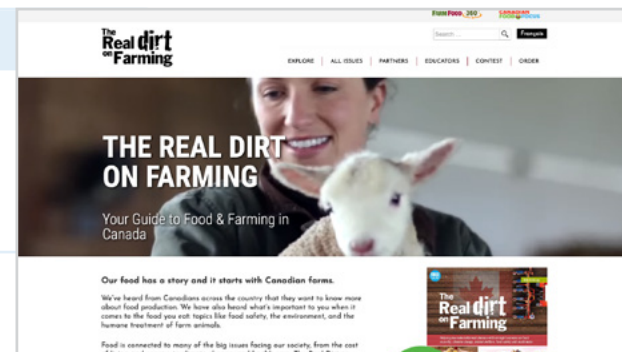 FarmFood 360°
Canadian
FOOD FOCUS
The
Real dirt
on Farming
Search ...
Français
EXPLORE | ALL ISSUES | PARTNERS | EDUCATORS | CONTEST | ORDER
THE REAL DIRT
ON FARMING
Your Guide to Food & Farming in
Canada
Our food has a story and it starts with Canadian farms.
We've heard from Canadians across the country that they want to know more
about food production. We have also heard what's important to you when it
comes to the food you eat: topics like food safety, the environment, and the
humane treatment of farm animals.
Food is connected to many of the big issues facing our society, from the cost
The
Real dirt
on Farming